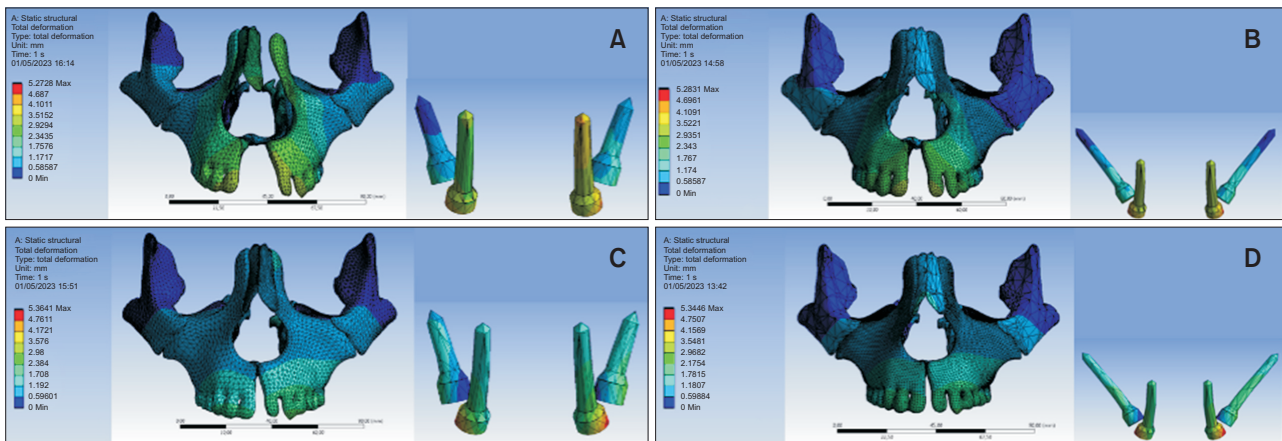 A: Static structural
Total deformation
Type: total deformation
Unit: mm
Time: 1 s
01/05/2023 16:14
A
5.2728 Max
4.687
4.1011
3.5152
2.9294
2.3435
1.7576
1.1717
0.58587
0 Min
0.00
45.00
90.00 (mm)
A: Static structural
Total deformation
Type: total deformation
Unit: mm
Time: 1 s
01/05/2023 14:58
B
5.2831 Max
4.6961
4.1091
3.5221
2.9351
2.343
1.767
1.174
0.58587
0 Min
A: Static structural
Total deformation
Type: total deformation
Unit: mm
Time: 1 s
01/05/2023 15:51
C
5.3641 Max
4.7611
4.1721
3.576
2.98
2.384
1.708
1.192
0.59601
0 Min
A: Static structural
Total deformation
Type: total deformation
Unit: mm
Time: 1 s
01/05/2023 13:42
D
5.3446 Max
4.7507
4.1569
3.5481
2.9682
2.1754
1.7815
1.1807
0.59884
0 Min